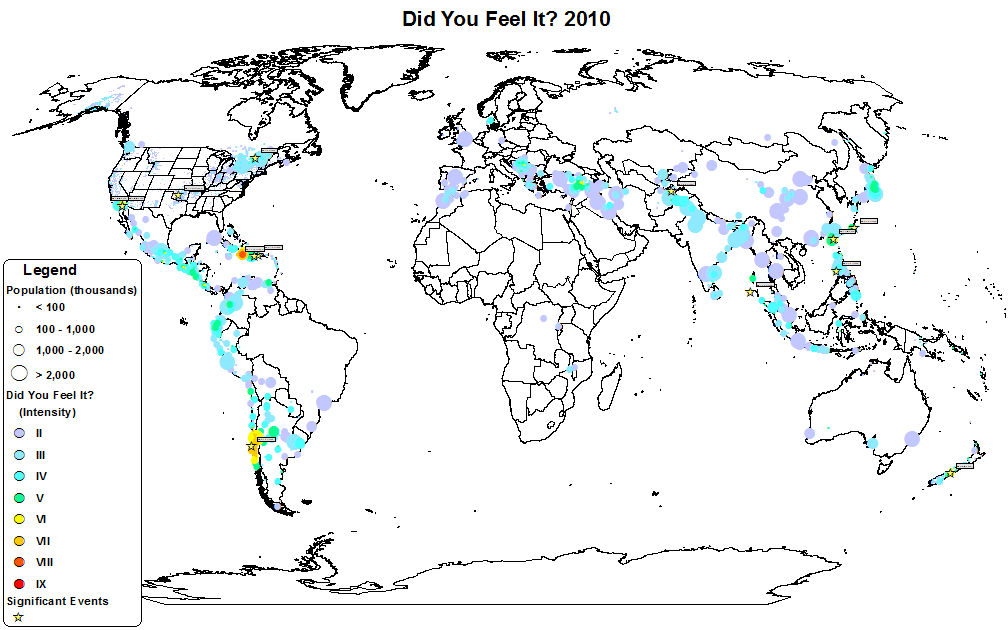 Did You Feel It? 2010
Legend
Population (thousands)
< 100
100 - 1,000
1,000 - 2,000
> 2,000
Did You Feel It?
(Intensity)
II
III
IV
V
VI
VII
VIII
IX
Significant Events